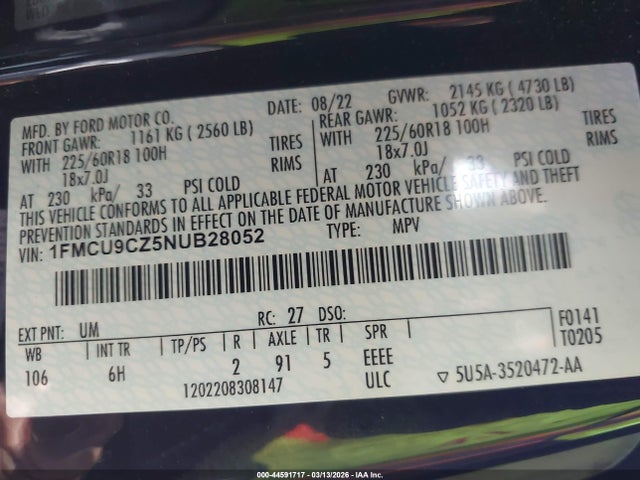 MFD. BY FORD MOTOR CO.
DATE: 08/22 GVWR: 2145 KG ( 4730 LB)
FRONT GAWR: 1161 KG ( 2560 LB) REAR GAWR: 1052 KG ( 2320 LB)
WITH 225/60R18 100H TIRES WITH 225/60R18 100H TIRES
18x7.0J RIMS 18x7.0J RIMS
AT 230 kPa/ 33 PSI COLD AT 230 kPa/ 33 PSI COLD
THIS VEHICLE CONFORMS TO ALL APPLICABLE FEDERAL MOTOR VEHICLE SAFETY AND THEFT
PREVENTION STANDARDS IN EFFECT ON THE DATE OF MANUFACTURE SHOWN ABOVE.
VIN: 1FMCU9CZ5NUB28052 TYPE: MPV
EXT PNT: UM RC: 27 DSO: F0141
WB INT TR TP/PS R AXLE TR SPR T0205
106 6H 2 91 5 EEEE
1202208308147 ULC ▽ 5U5A-3520472-AA
000-44591717 - 03/13/2026 - IAA Inc.